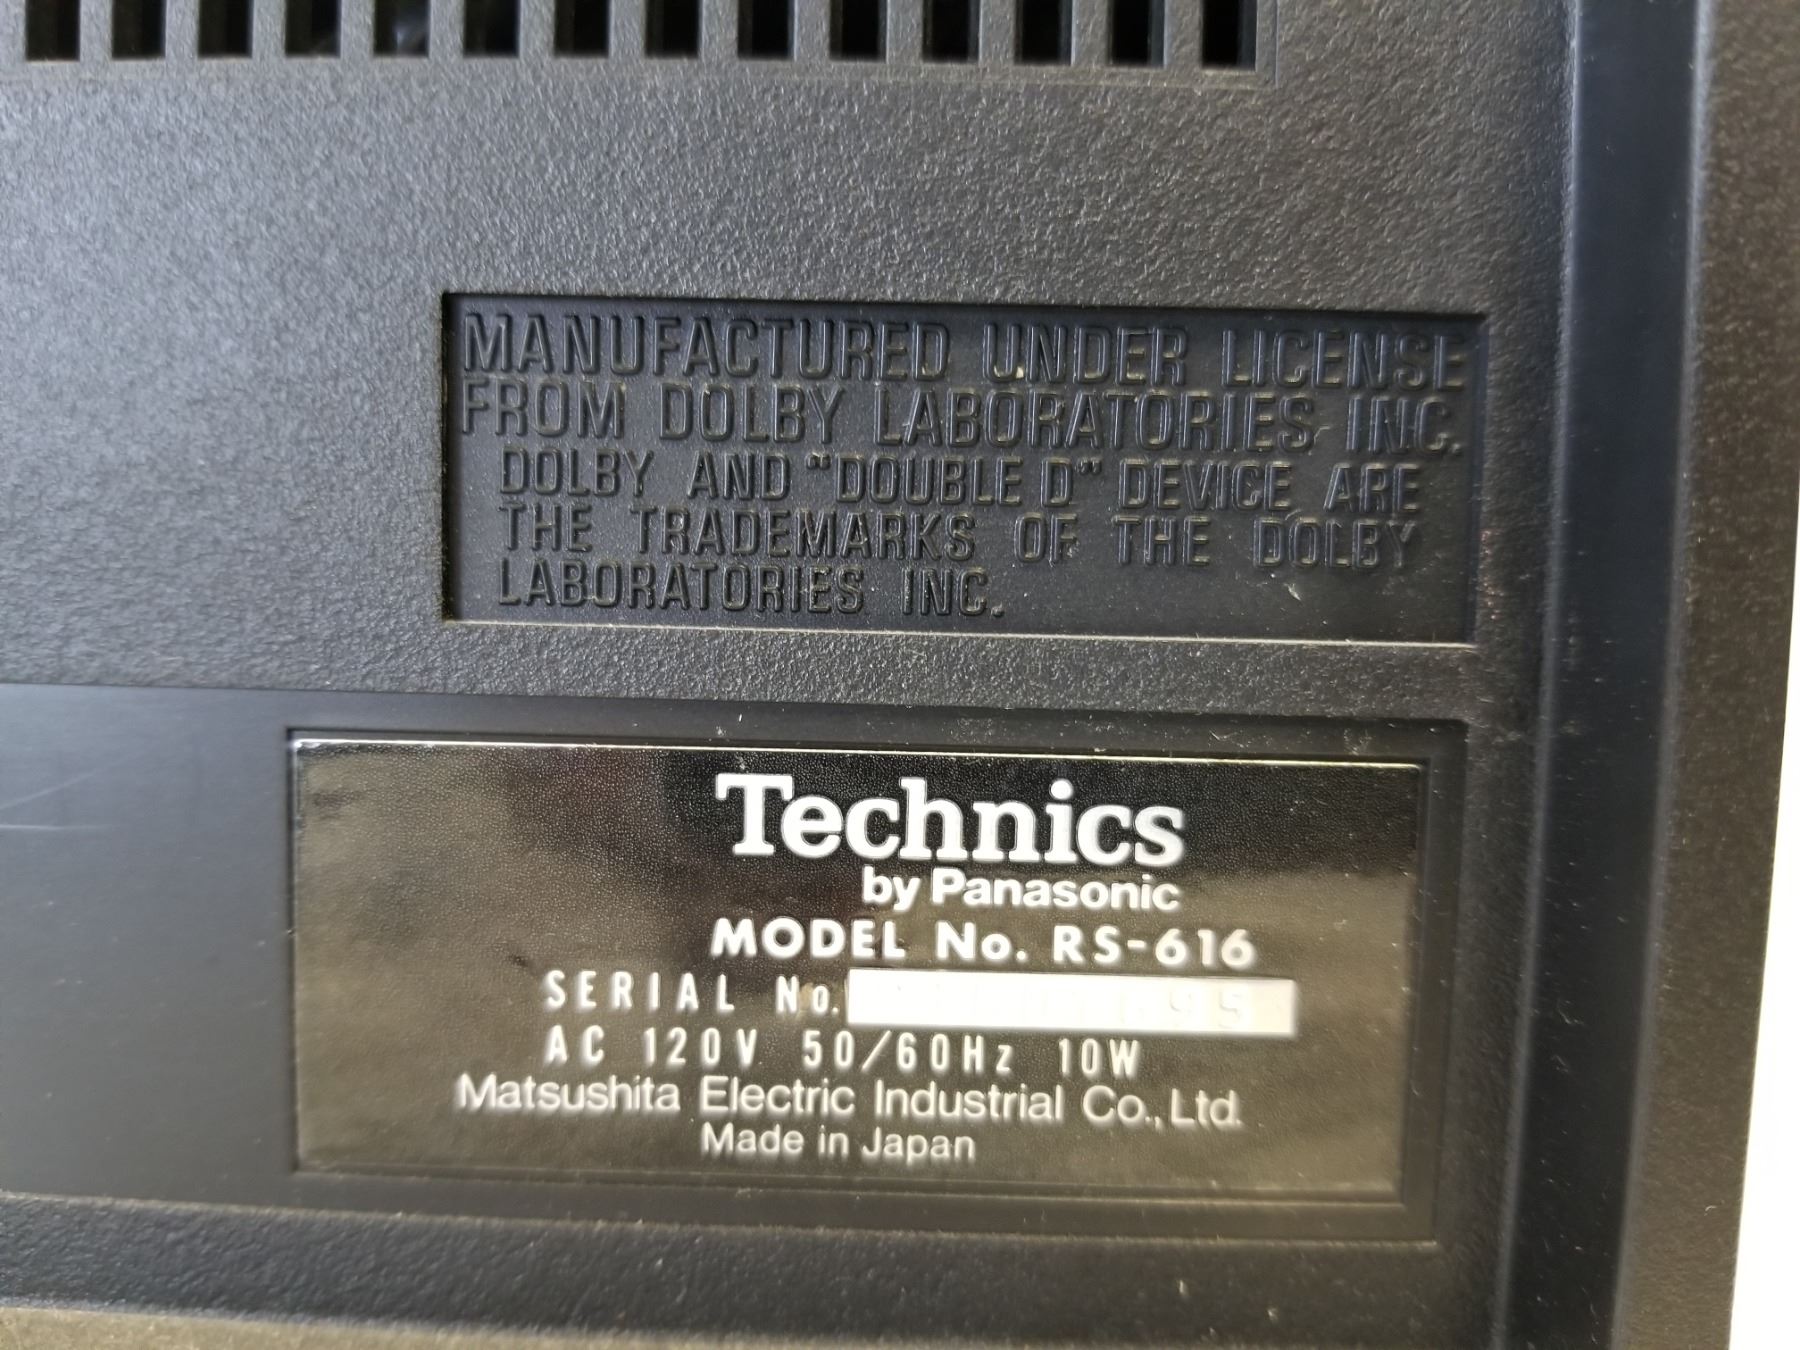 MANUFACTURED UNDER LICENSE
FROM DOLBY LABORATORIES INC.
DOLBY AND "DOUBLE D" DEVICE ARE
THE TRADEMARKS OF THE DOLBY
LABORATORIES INC.
Technics
by Panasonic
MODEL No. RS-616
SERIAL No.
AC 120V 50/60Hz 10W
Matsushita Electric Industrial Co., Ltd.
Made in Japan